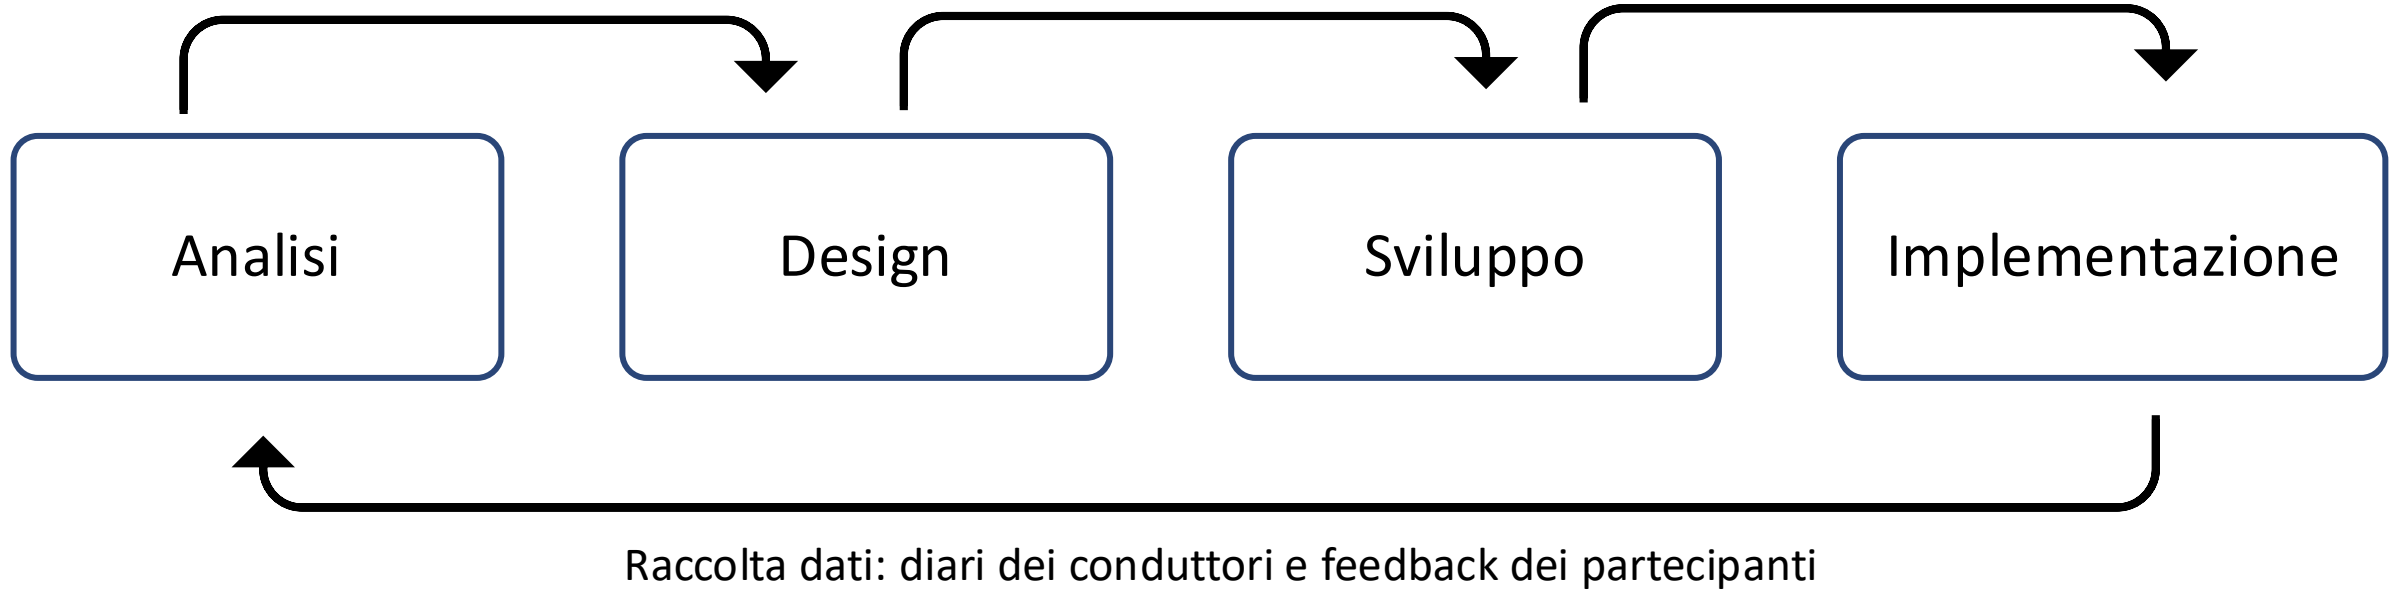 Analisi
Design
Sviluppo
Implementazione
Raccolta dati: diari dei conduttori e feedback dei partecipanti